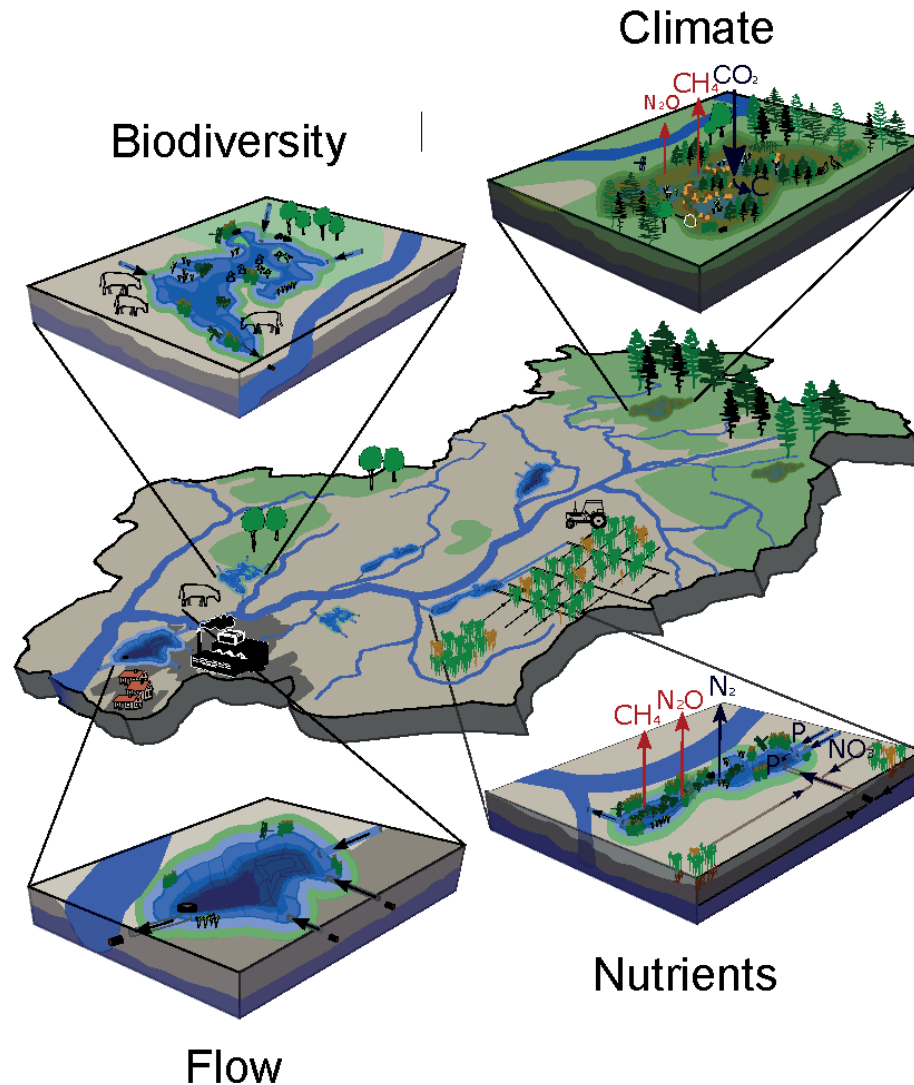 Climate
CH₄ CO₂
N₂O
C
Biodiversity
N₂
CH₄ N₂O
P
NO₃
P
Nutrients
Flow